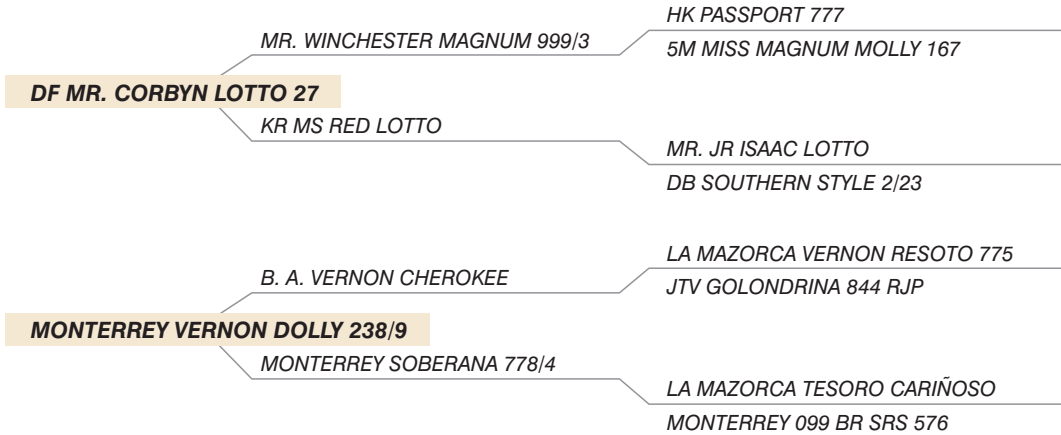 HK PASSPORT 777
MR. WINCHESTER MAGNUM 999/3
5M MISS MAGNUM MOLLY 167
DF MR. CORBYN LOTTO 27
KR MS RED LOTTO
MR. JR ISAAC LOTTO
DB SOUTHERN STYLE 2/23
LA MAZORCA VERNON RESOTO 775
B. A. VERNON CHEROKEE
JTV GOLONDRINA 844 RJP
MONTERREY VERNON DOLLY 238/9
MONTERREY SOBERANA 778/4
LA MAZORCA TESORO CARIÑOSO
MONTERREY 099 BR SRS 576